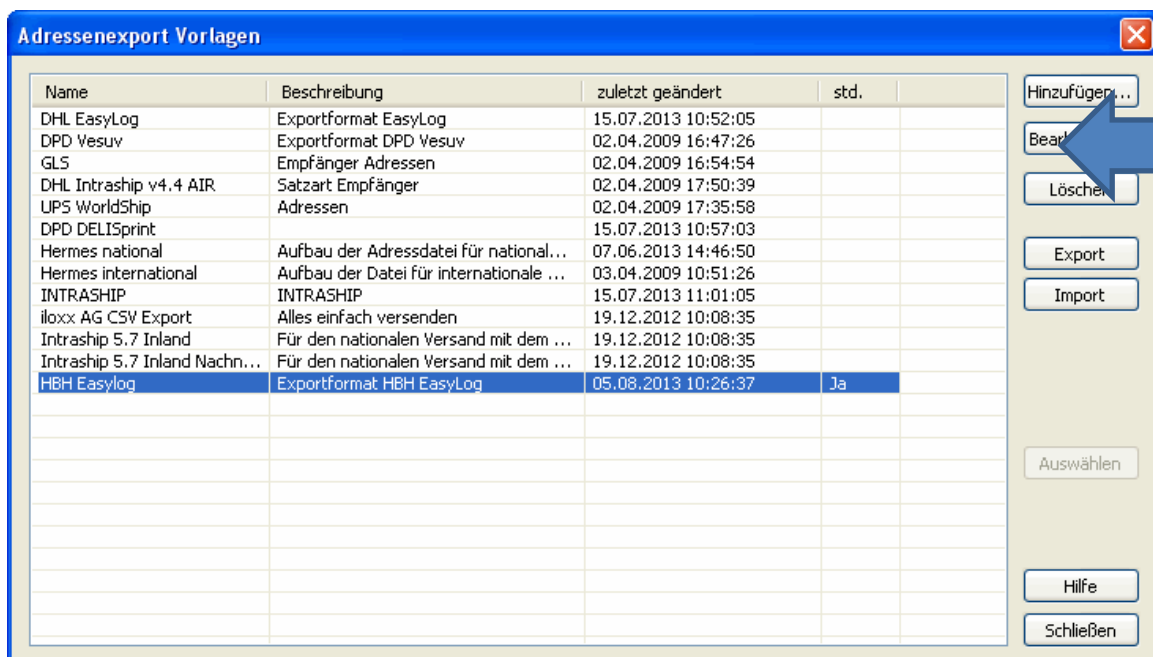 Adressenexport Vorlagen
Name Beschreibung zuletzt geändert std.
DHL EasyLog Exportformat EasyLog 15.07.2013 10:52:05
DPD Vesuv Exportformat DPD Vesuv 02.04.2009 16:47:26
GLS Empfänger Adressen 02.04.2009 16:54:54
DHL Intraship v4.4 AIR Satzart Empfänger 02.04.2009 17:50:39
UPS WorldShip Adressen 02.04.2009 17:35:58
DPD DELISprint 15.07.2013 10:57:03
Hermes national Aufbau der Adressdatei für national... 07.06.2013 14:46:50
Hermes international Aufbau der Datei für internationale ... 03.04.2009 10:51:26
INTRASHIP INTRASHIP 15.07.2013 11:01:05
iloxx AG CSV Export Alles einfach versenden 19.12.2012 10:08:35
Intraship 5.7 Inland Für den nationalen Versand mit dem ... 19.12.2012 10:08:35
Intraship 5.7 Inland Nachn... Für den nationalen Versand mit dem ... 19.12.2012 10:08:35
HBH Easylog Exportformat HBH EasyLog 05.08.2013 10:26:37 Ja
Hinzufügen...
Löschen
Export
Import
Auswählen
Hilfe
Schließen